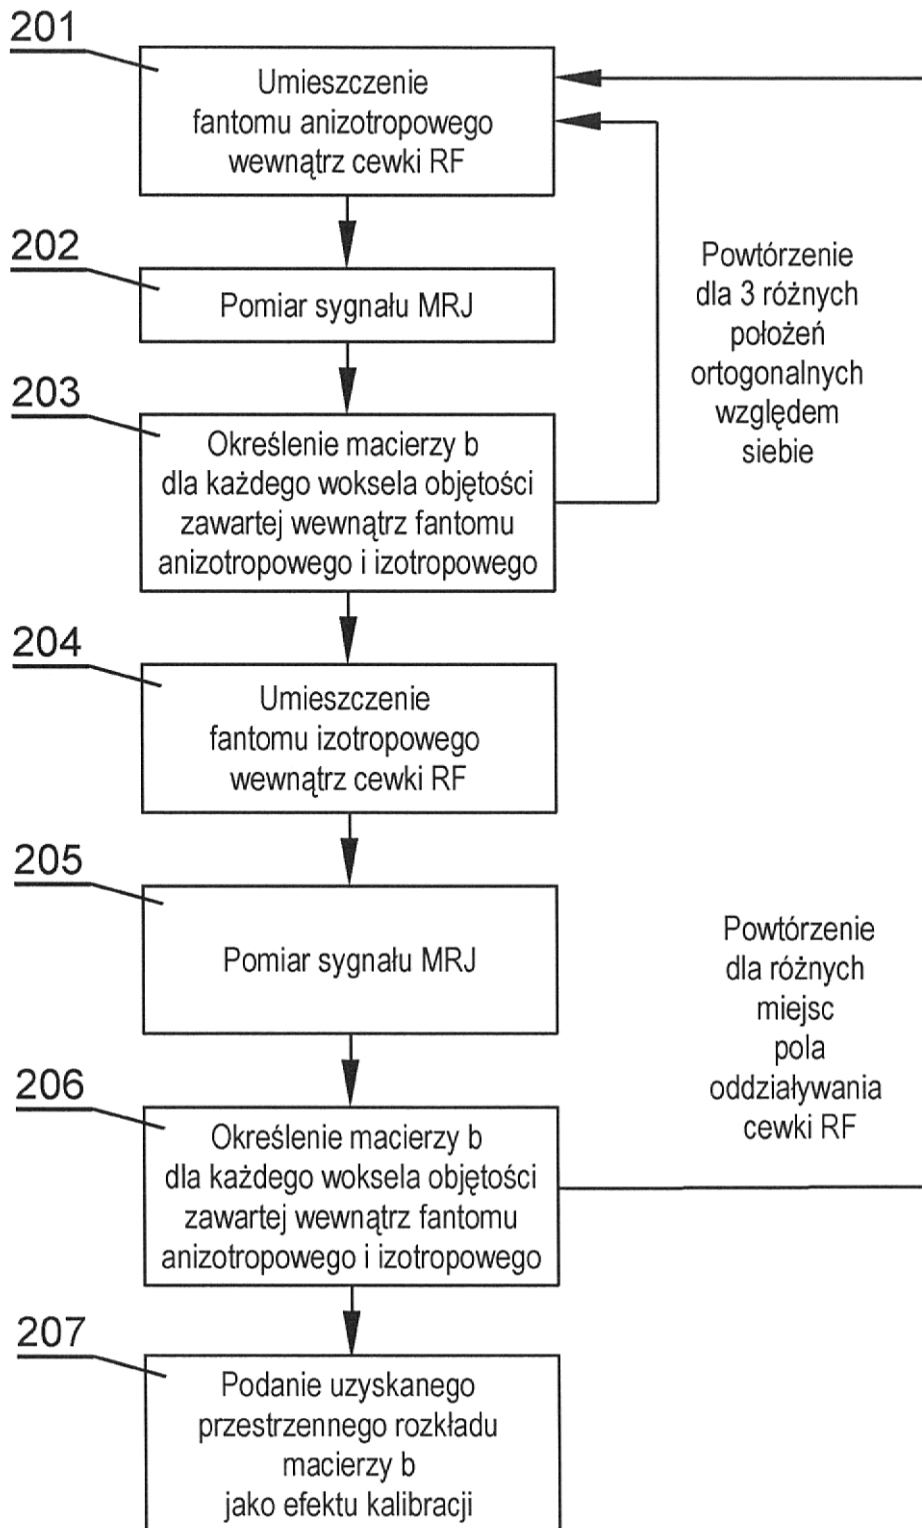 201
Umieszczenie
fantomu anizotropowego
wewnątrz cewki RF
202
Pomiar sygnału MRJ
203
Określenie macierzy b
dla każdego woksela objętości
zawartej wewnątrz fantomu
anizotropowego i izotropowego
Powtórzenie
dla 3 różnych
położeń
ortogonalnych
względem
siebie
204
Umieszczenie
fantomu izotropowego
wewnątrz cewki RF
205
Pomiar sygnału MRJ
206
Określenie macierzy b
dla każdego woksela objętości
zawartej wewnątrz fantomu
anizotropowego i izotropowego
Powtórzenie
dla różnych
miejsc
pola
oddziaływania
cewki RF
207
Podanie uzyskanego
przestrzennego rozkładu
macierzy b
jako efektu kalibracji